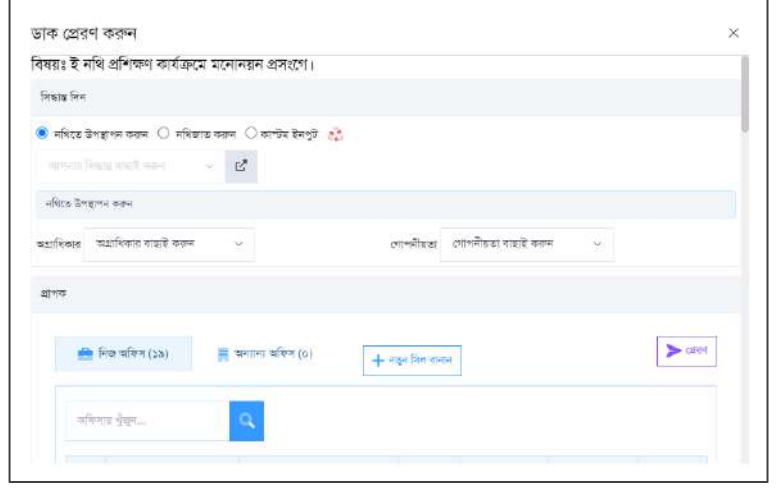 ডাক প্রেরণ করুন
বিষয়ঃ ই নথি প্রশিক্ষণ কার্যক্রমে মনোনয়ন প্রসংগে।
সিদ্ধান্ত দিন
নথিতে উপস্থাপন করুন নথিজাত করুন কাস্টম ইনপুট
আপনার সিদ্ধান্ত বাছাই করুন
নথিতে উপস্থাপন করুন
অগ্রাধিকার অগ্রাধিকার বাছাই করুন গোপনীয়তা গোপনীয়তা বাছাই করুন
প্রাপক
নিজ অফিস (১৯) অন্যান্য অফিস (০) + নতুন সিল বানান প্রেরণ
অফিসার খুঁজুন...